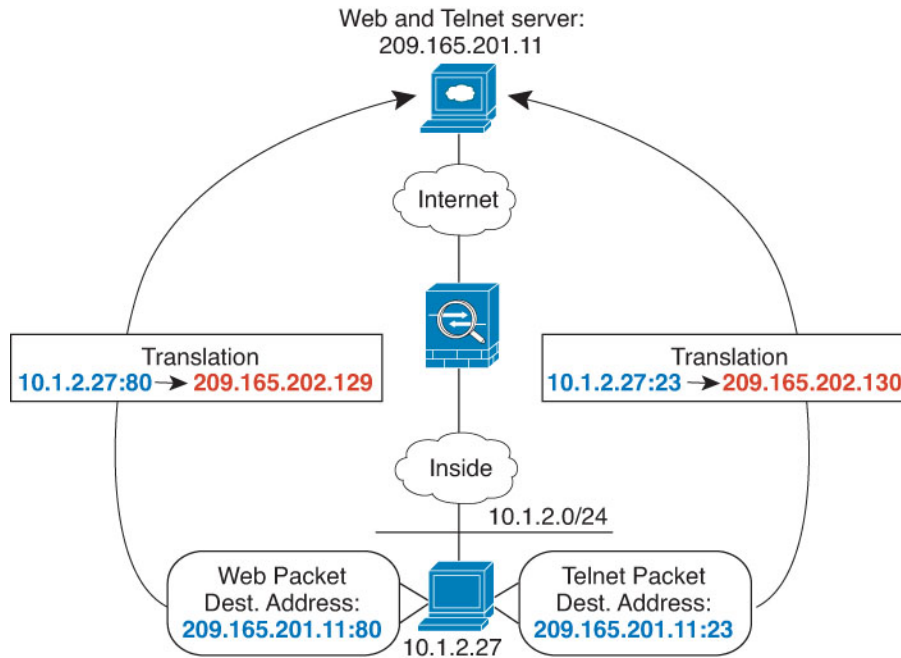 Web and Telnet server:
209.165.201.11
Internet
Translation
10.1.2.27:80 → 209.165.202.129
Translation
10.1.2.27:23 → 209.165.202.130
Inside
10.1.2.0/24
Web Packet
Dest. Address:
209.165.201.11:80
Telnet Packet
Dest. Address:
209.165.201.11:23
10.1.2.27